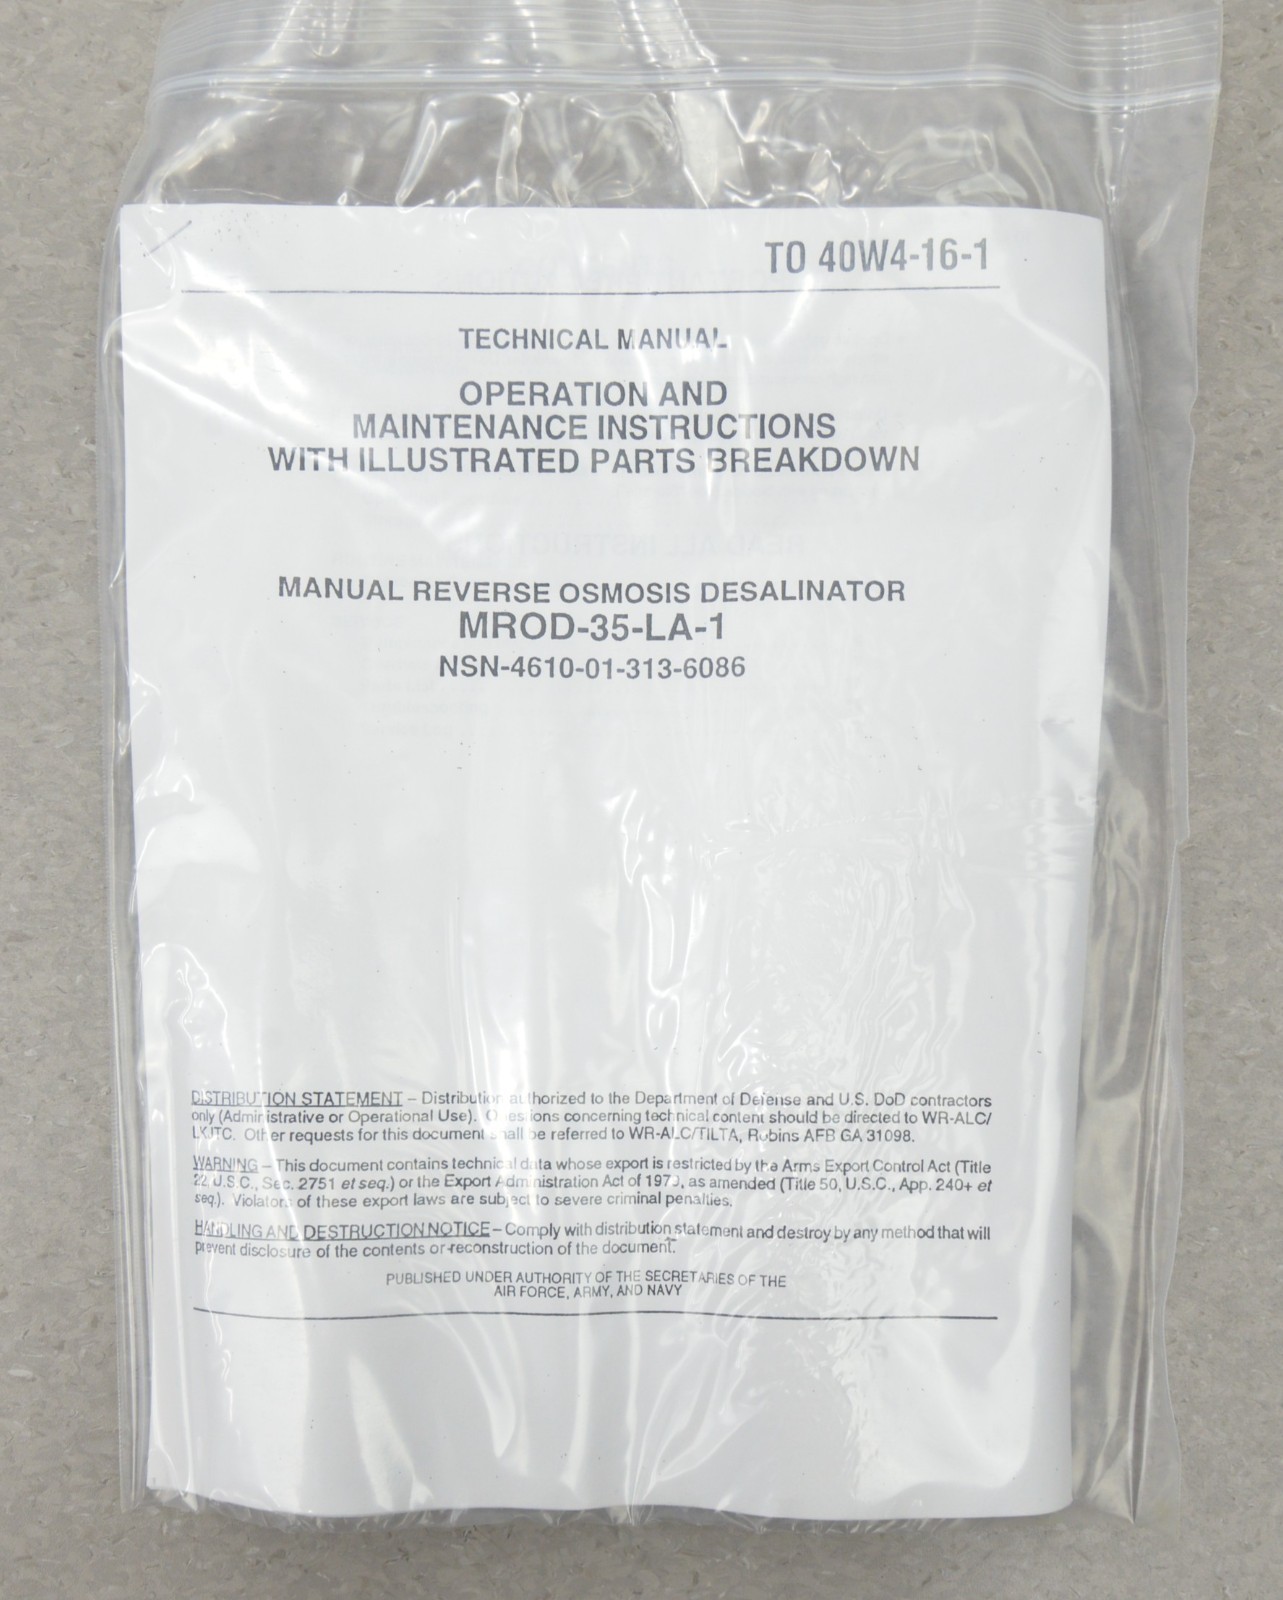 TO 40W4-16-1
TECHNICAL MANUAL
OPERATION AND
MAINTENANCE INSTRUCTIONS
WITH ILLUSTRATED PARTS BREAKDOWN
MANUAL REVERSE OSMOSIS DESALINATOR
MROD-35-LA-1
NSN-4610-01-313-6086
DISTRIBUTION STATEMENT – Distribution authorized to the Department of Defense and U.S. DoD contractors
only (Administrative or Operational Use). Questions concerning technical content should be directed to WR-ALC/
Other requests for this document shall be referred to WR-ALC/TILTA, Robins AFB GA 31098.
WARNING – This document contains technical data whose export is restricted by the Arms Export Control Act (Title
22 U.S.C., Sec. 2751 et seq.) or the Export Administration Act of 1979, as amended (Title 50, U.S.C., App. 240+ et
seq.). Violators of these export laws are subject to severe criminal penalties.
HANDLING AND DESTRUCTION NOTICE – Comply with distribution statement and destroy by any method that will
prevent disclosure of the contents or reconstruction of the document.
PUBLISHED UNDER AUTHORITY OF THE SECRETARIES OF THE
AIR FORCE, ARMY, AND NAVY